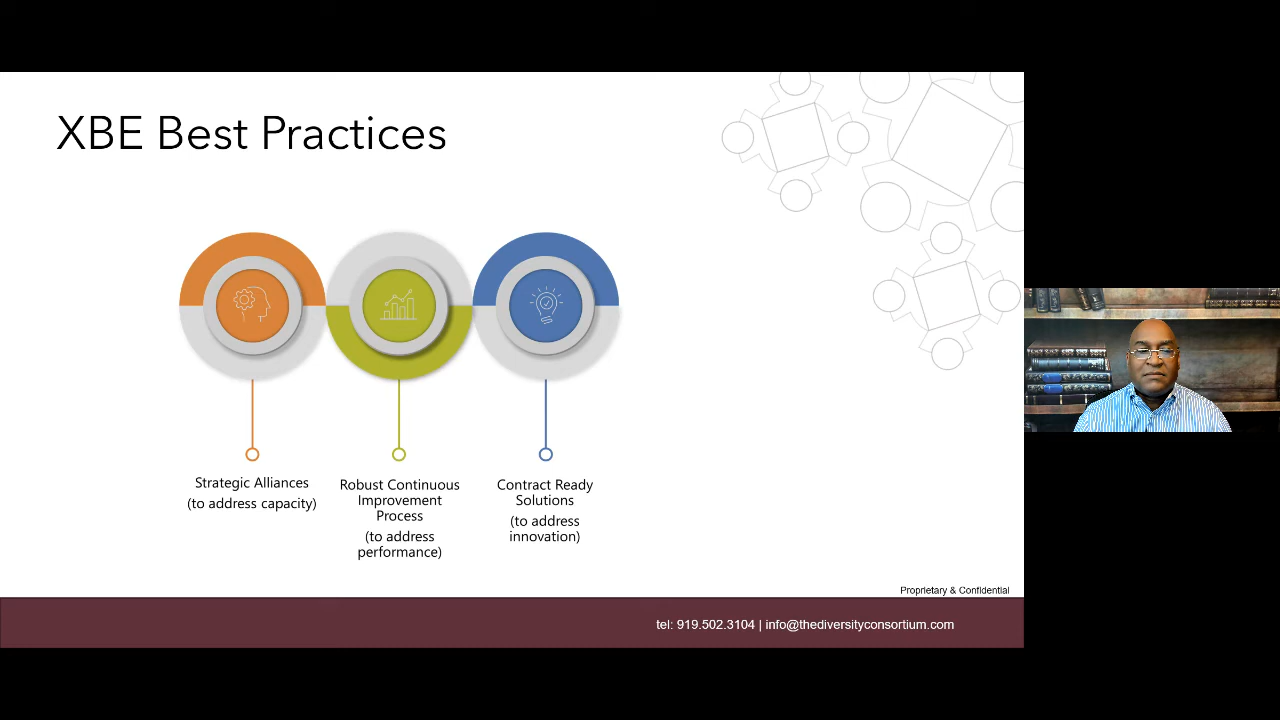 XBE Best Practices
Strategic Alliances
(to address capacity)
Robust Continuous
Improvement
Process
(to address
performance)
Contract Ready
Solutions
(to address
innovation)
Proprietary & Confidential
tel: 919.502.3104 | info@thediversityconsortium.com